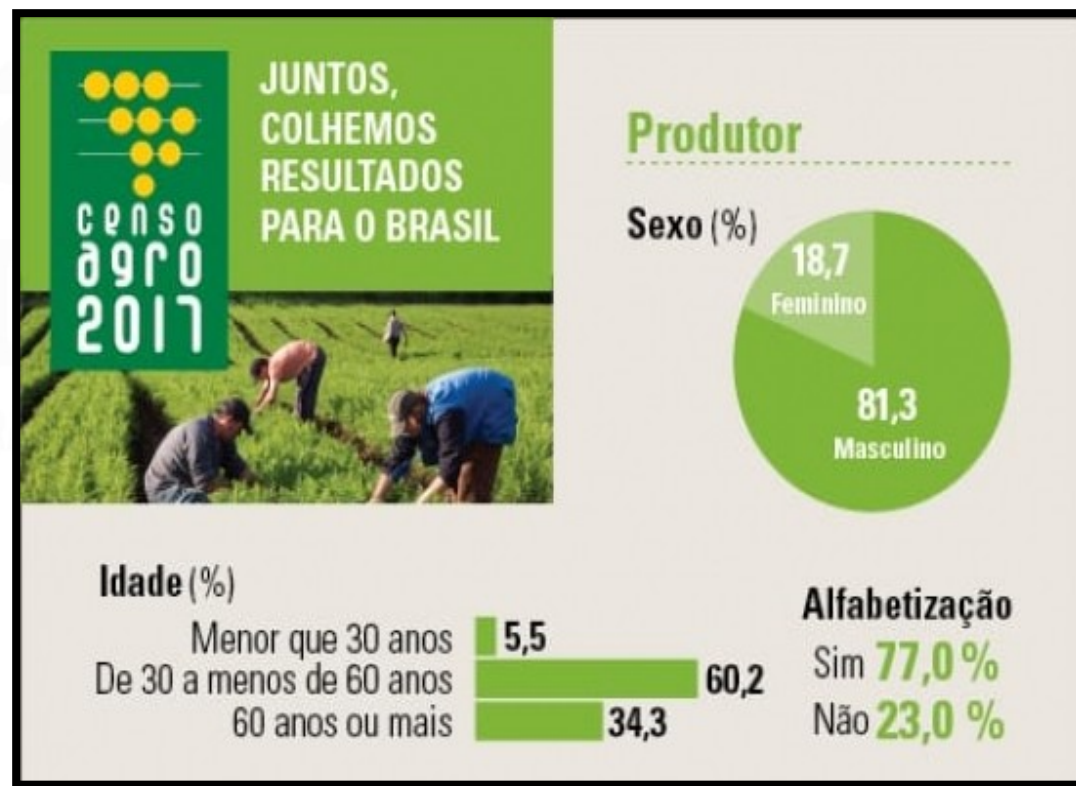 censo
agro
2017
JUNTOS,
COLHEMOS
RESULTADOS
PARA O BRASIL
Produtor
Sexo (%)
18,7
Feminino
81,3
Masculino
Idade (%)
Menor que 30 anos 5,5
De 30 a menos de 60 anos 60,2
60 anos ou mais 34,3
Alfabetização
Sim 77,0 %
Não 23,0 %